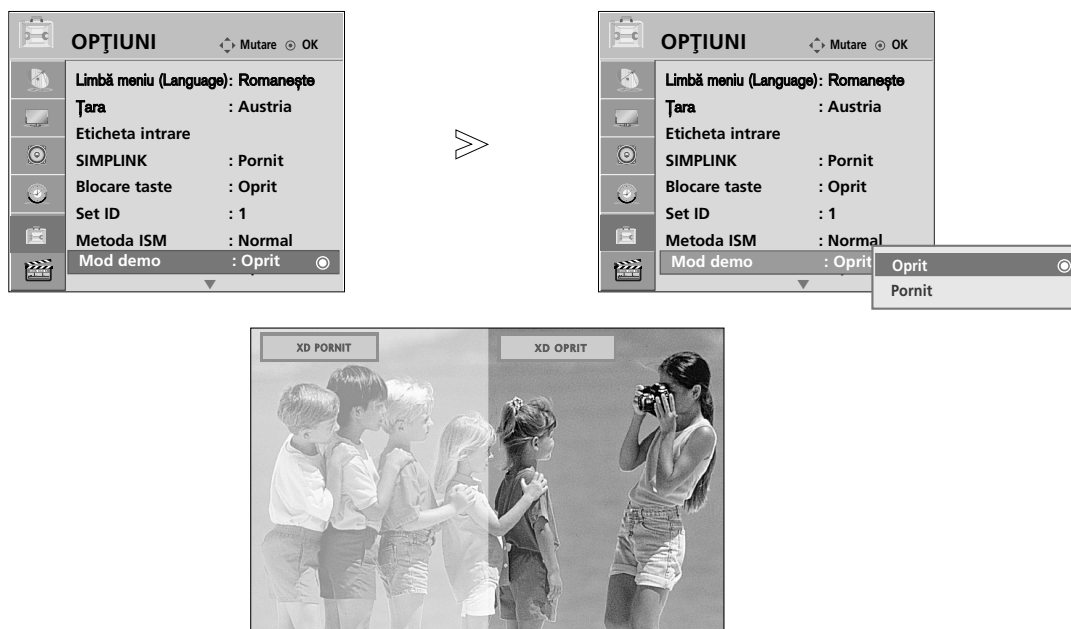 OPŢIUNI Mutare OK
Limbă meniu (Language) : Romaneşte
Ţara : Austria
Eticheta intrare
SIMPLINK : Pornit
Blocare taste : Oprit
Set ID : 1
Metoda ISM : Normal
Mod demo : Oprit
OPŢIUNI Mutare OK
Limbă meniu (Language) : Romaneşte
Ţara : Austria
Eticheta intrare
SIMPLINK : Pornit
Blocare taste : Oprit
Set ID : 1
Metoda ISM : Normal
Mod demo : Oprit
Oprit
Pornit
XD PORNIT
XD OPRIT